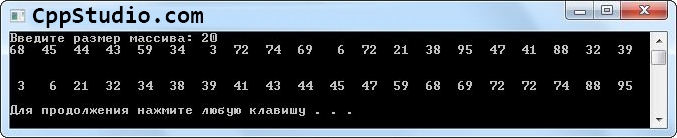 CppStudio.com
Введите размер массива: 20
68 45 44 43 59 34 3 72 74 69 6 72 21 38 95 47 41 88 32 39
3 6 21 32 34 38 39 41 43 44 45 47 59 68 69 72 72 74 88 95
Для продолжения нажмите любую клавишу . . .